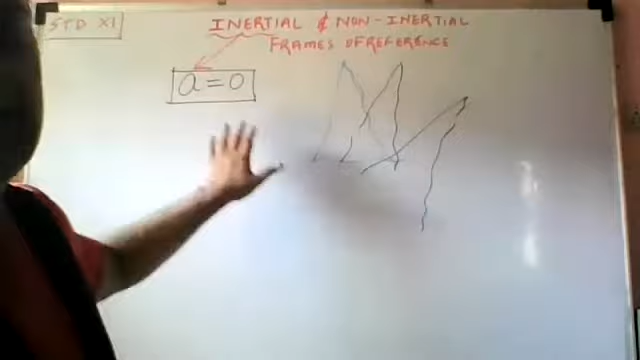 STD XI
INERTIAL & NON-INERTIAL
FRAMES OF REFERENCE
a = 0